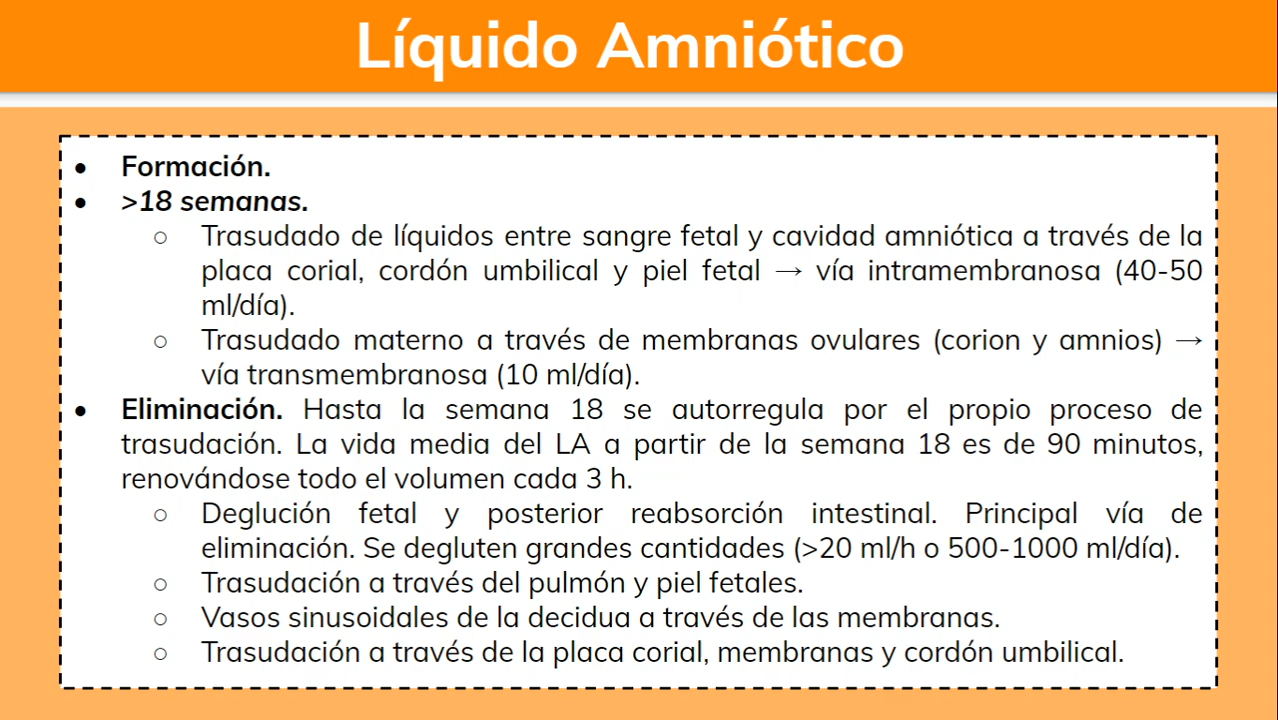 Líquido Amniótico
● Formación.
● >18 semanas.
○ Trasudado de líquidos entre sangre fetal y cavidad amniótica a través de la
placa corial, cordón umbilical y piel fetal → vía intramembranosa (40-50
ml/día).
○ Trasudado materno a través de membranas ovulares (corion y amnios) →
vía transmembranosa (10 ml/día).
● Eliminación. Hasta la semana 18 se autorregula por el propio proceso de
trasudación. La vida media del LA a partir de la semana 18 es de 90 minutos,
renovándose todo el volumen cada 3 h.
○ Deglución fetal y posterior reabsorción intestinal. Principal vía de
eliminación. Se degluten grandes cantidades (>20 ml/h o 500-1000 ml/día).
○ Trasudación a través del pulmón y piel fetales.
○ Vasos sinusoidales de la decidua a través de las membranas.
○ Trasudación a través de la placa corial, membranas y cordón umbilical.